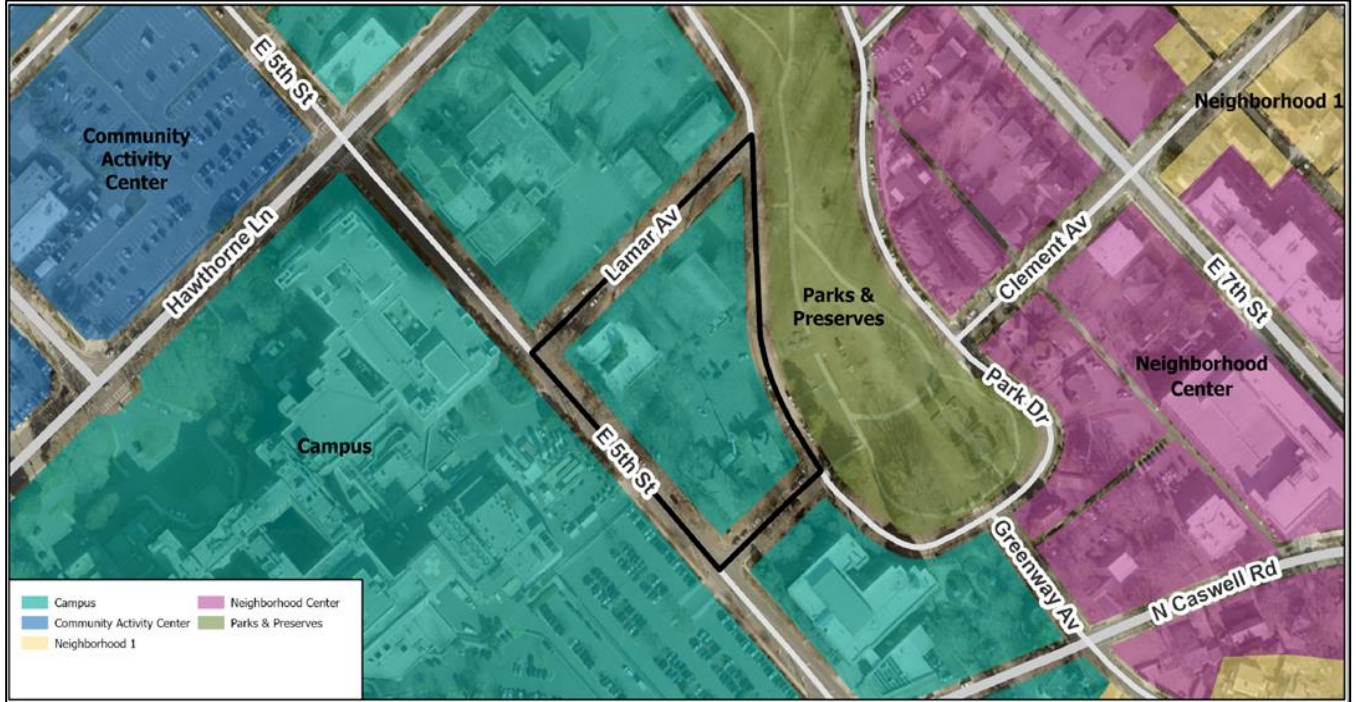 E 5th St
Community
Activity
Center
Hawthorne Ln
Lamar Av
Parks &
Preserves
Clement Av
Neighborhood 1
E 7th St
Neighborhood
Center
Park Dr
Campus
E 5th St
Greenway Av
N Caswell Rd
Campus
Community Activity Center
Neighborhood 1
Neighborhood Center
Parks & Preserves